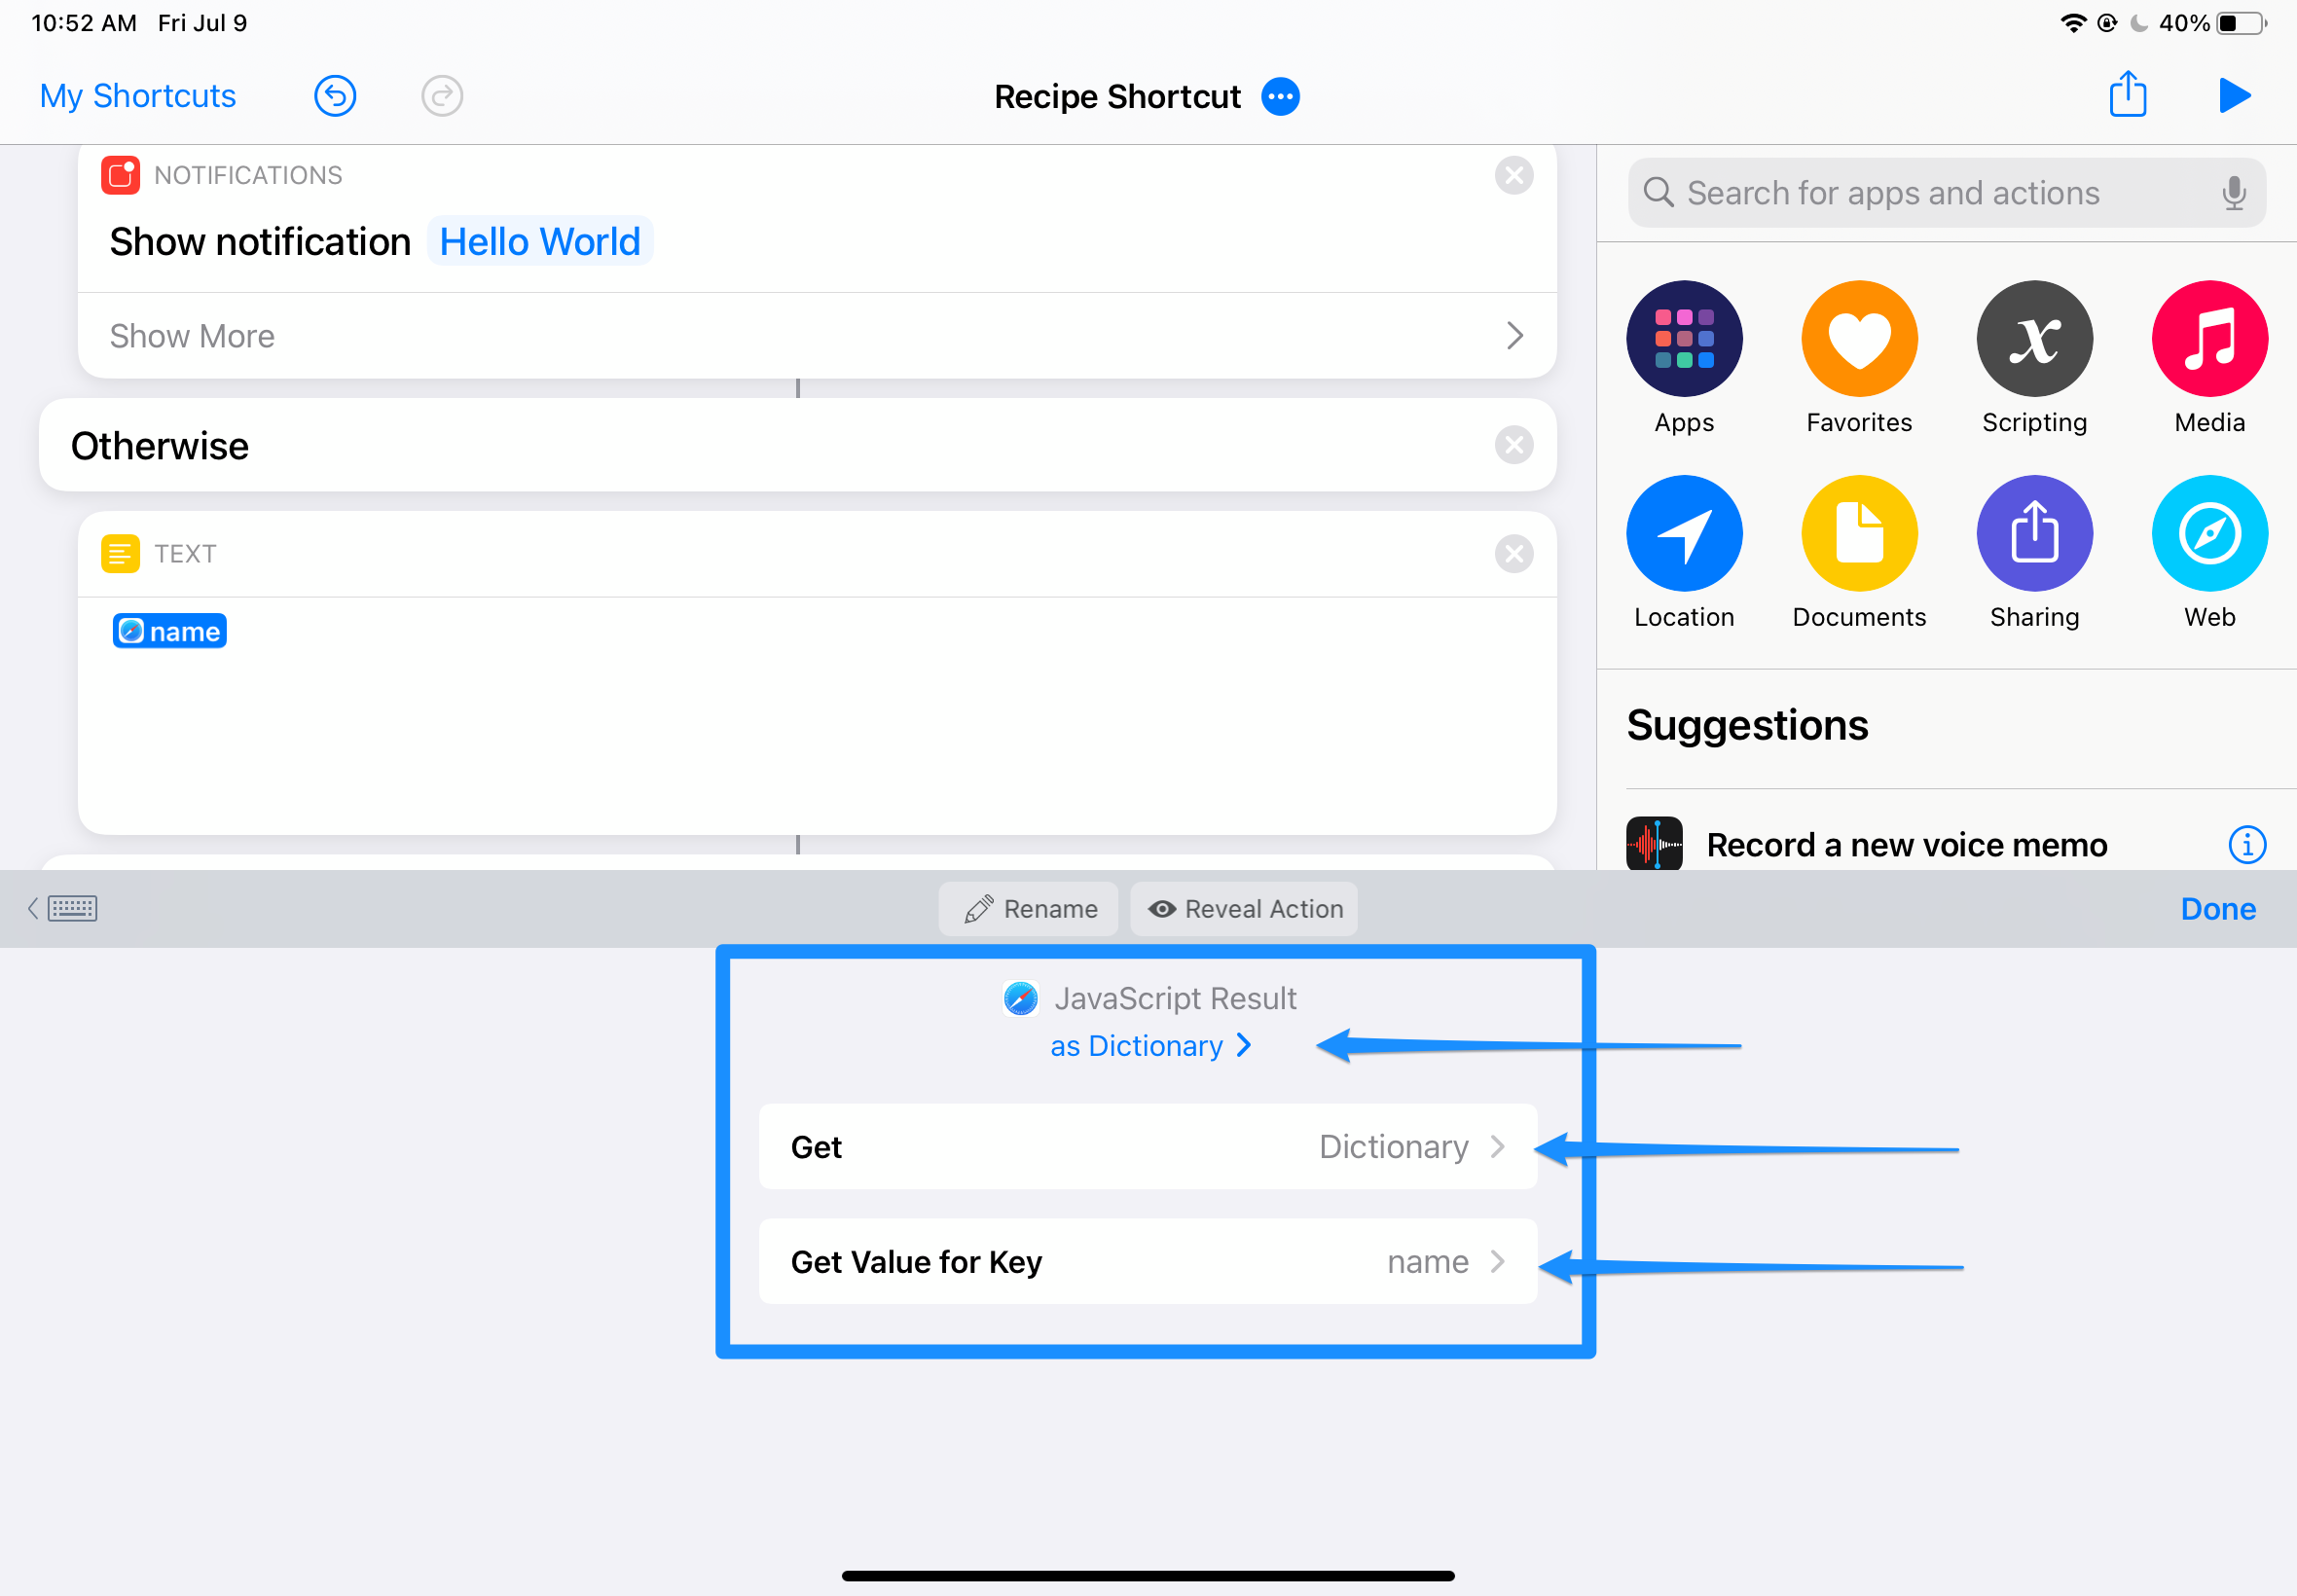 10:52 AM Fri Jul 9
40%
My Shortcuts
Recipe Shortcut
NOTIFICATIONS
Show notification Hello World
Show More
Otherwise
TEXT
name
Search for apps and actions
Apps
Favorites
Scripting
Media
Location
Documents
Sharing
Web
Suggestions
Record a new voice memo
Rename
Reveal Action
Done
JavaScript Result
as Dictionary
Get Dictionary
Get Value for Key name